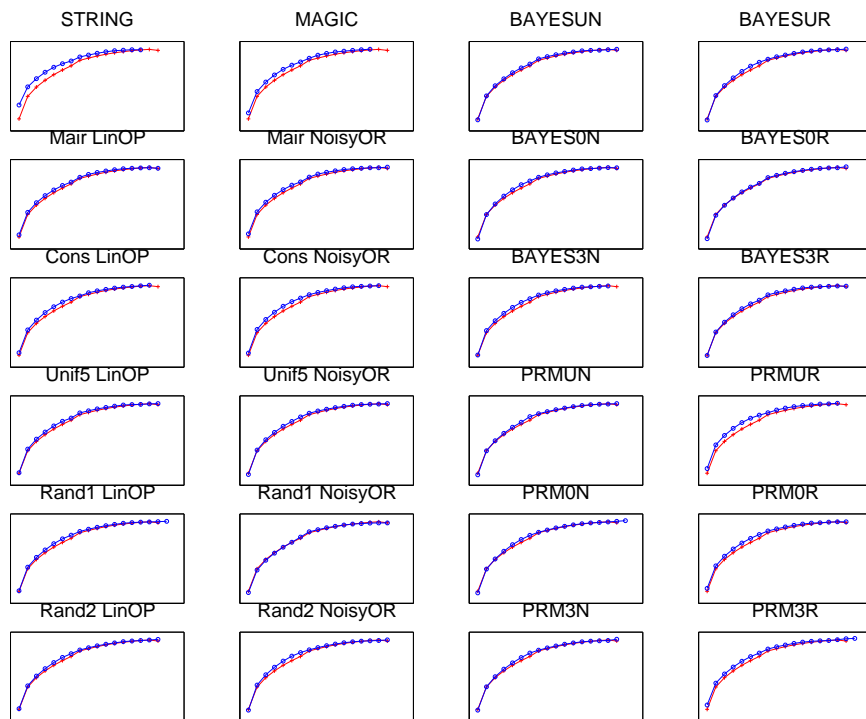 STRING MAGIC BAYESUN BAYESUR
Mair LinOP Mair NoisyOR BAYES0N BAYES0R
Cons LinOP Cons NoisyOR BAYES3N BAYES3R
Unif5 LinOP Unif5 NoisyOR PRMUN PRMUR
Rand1 LinOP Rand1 NoisyOR PRM0N PRM0R
Rand2 LinOP Rand2 NoisyOR PRM3N PRM3R